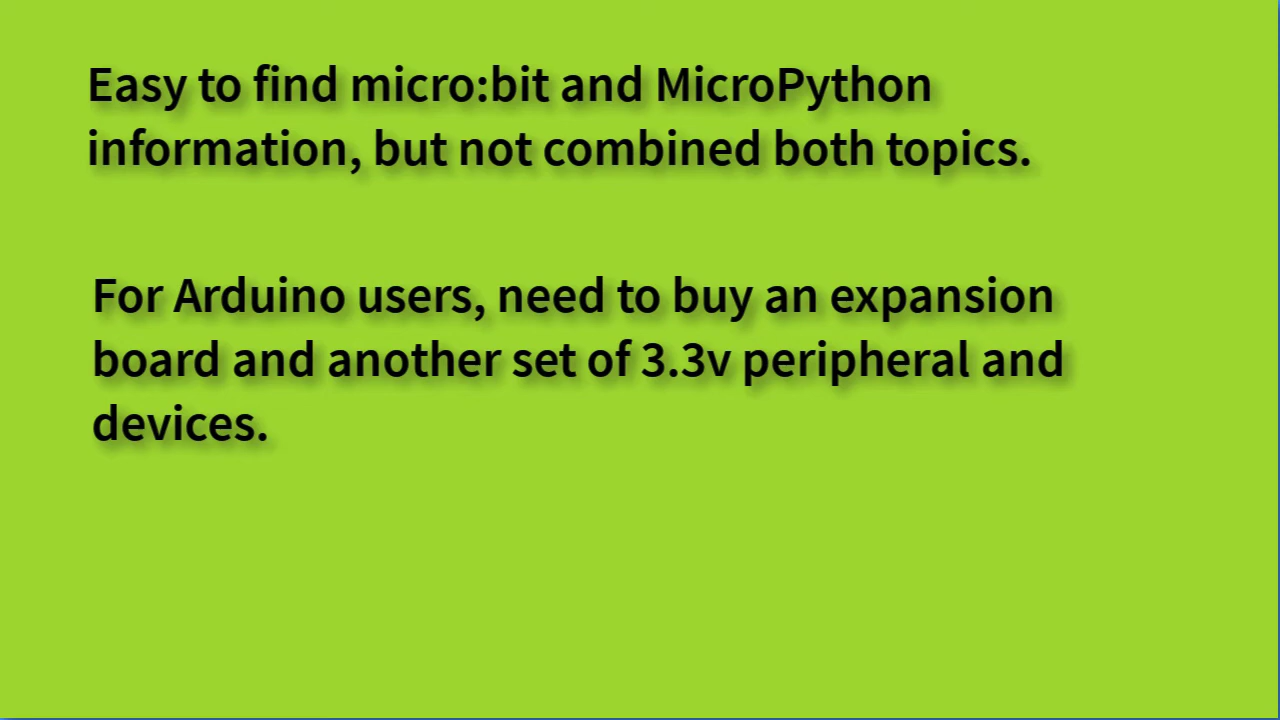 Easy to find micro:bit and MicroPython
information, but not combined both topics.
For Arduino users, need to buy an expansion
board and another set of 3.3v peripheral and
devices.